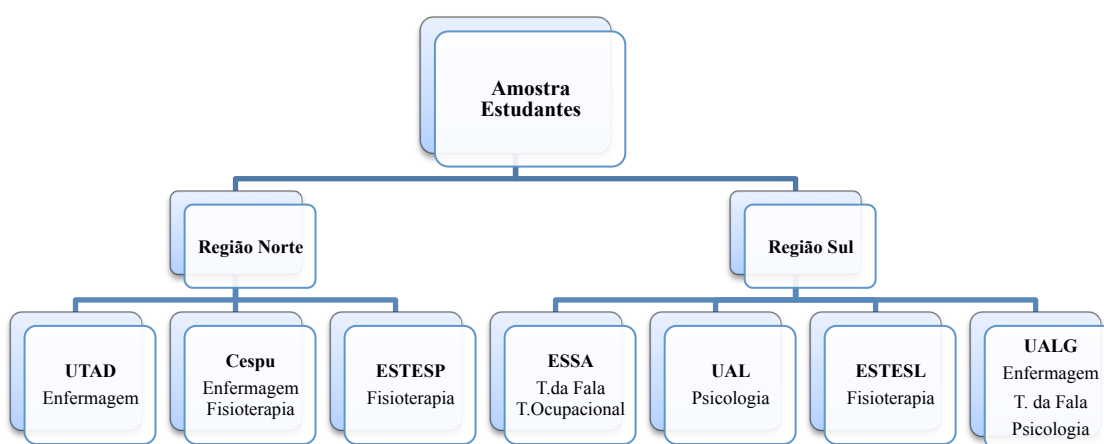 Amostra
Estudantes
Região Norte
Região Sul
UTAD
Enfermagem
Cespu
Enfermagem
Fisioterapia
ESTESP
Fisioterapia
ESSA
T.da Fala
T.Ocupacional
UAL
Psicologia
ESTESL
Fisioterapia
UALG
Enfermagem
T. da Fala
Psicologia